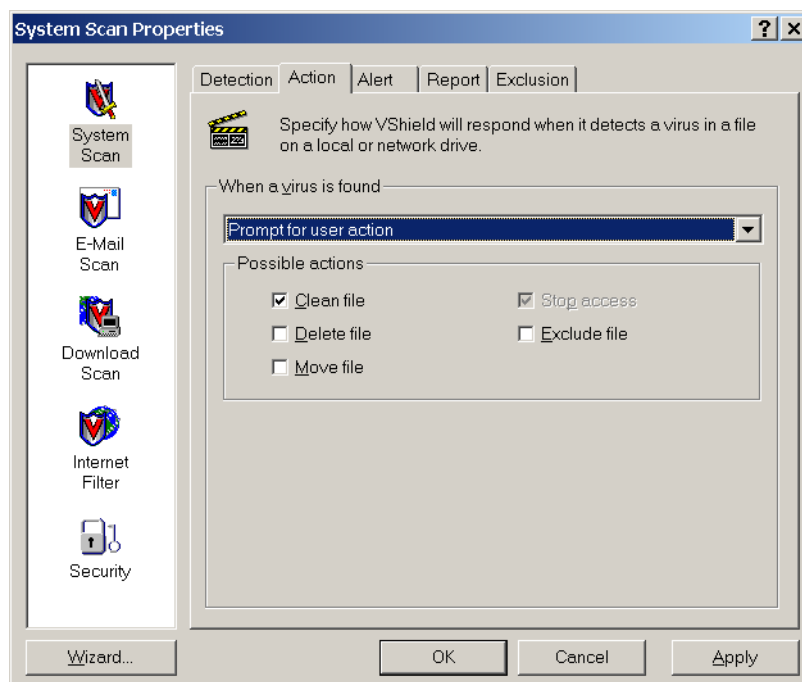 System Scan Properties
System
Scan
E-Mail
Scan
Download
Scan
Internet
Filter
Security
Detection Action Alert Report Exclusion
Specify how VShield will respond when it detects a virus in a file
on a local or network drive.
When a virus is found
Prompt for user action
Possible actions
Clean file
Stop access
Delete file
Exclude file
Move file
Wizard...
OK
Cancel
Apply